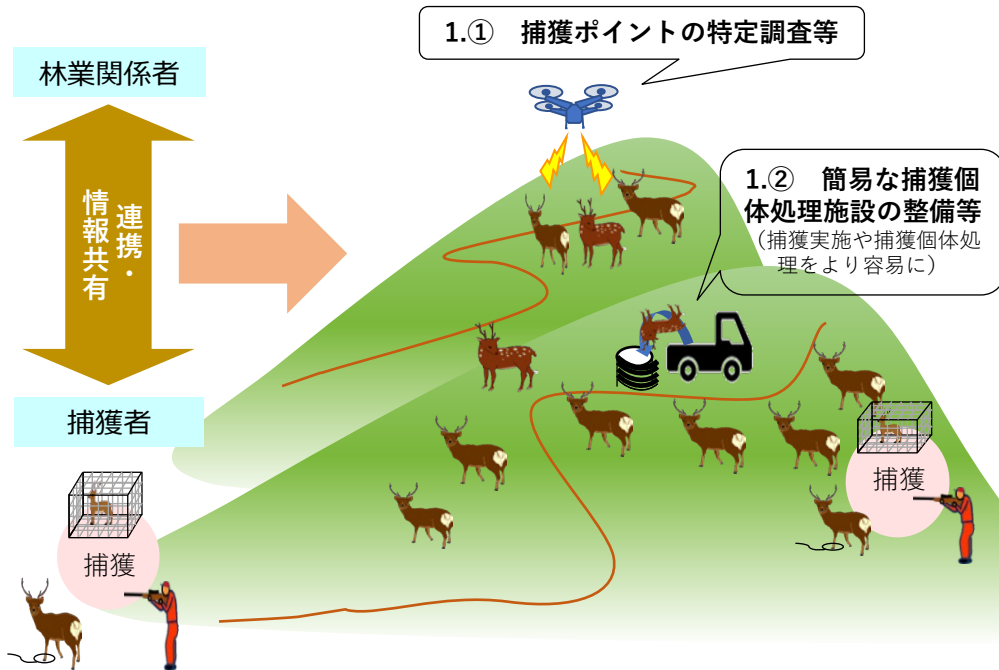 1.①　捕獲ポイントの特定調査等
林業関係者
連携・
情報共有
1.②　簡易な捕獲個
体処理施設の整備等
(捕獲実施や捕獲個体処
理をより容易に)
捕獲者
捕獲
捕獲